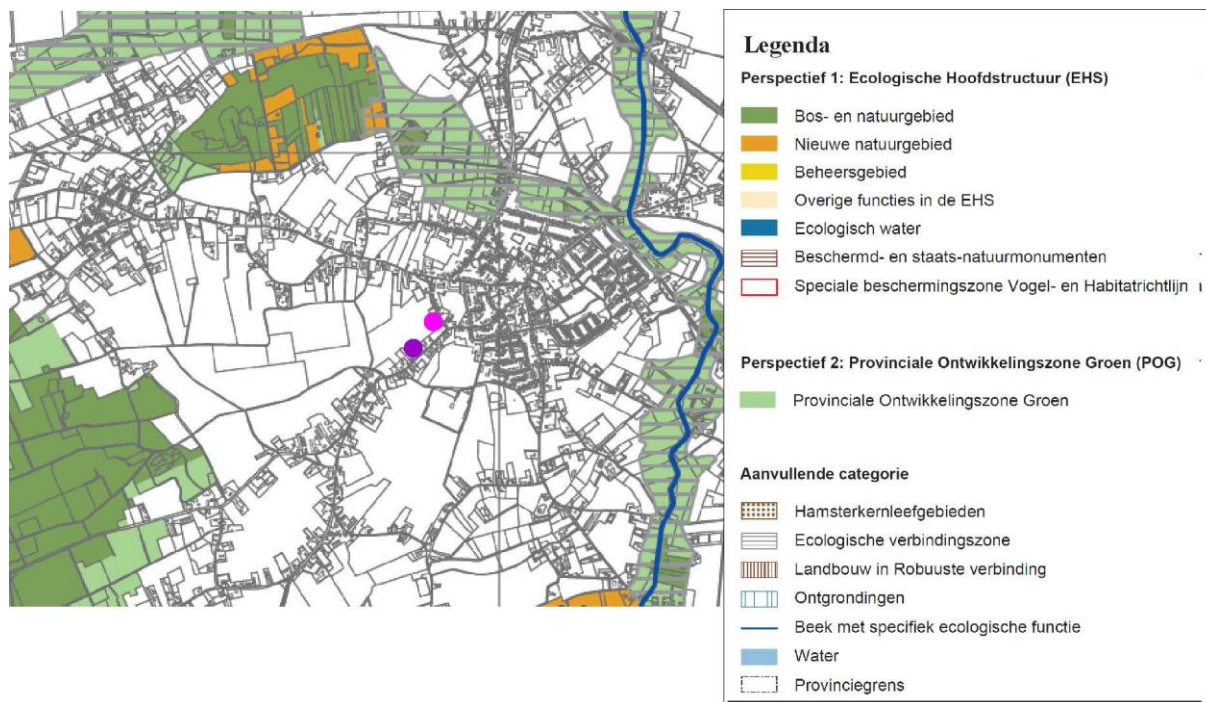 Legenda
Perspectief 1: Ecologische Hoofdstructuur (EHS)
Bos- en natuurgebied
Nieuwe natuurgebied
Beheersgebied
Overige functies in de EHS
Ecologisch water
Beschermd- en staats-natuurmonumenten
Speciale beschermingszone Vogel- en Habitatrichtlijn
Perspectief 2: Provinciale Ontwikkelingszone Groen (POG)
Provinciale Ontwikkelingszone Groen
Aanvullende categorie
Hamsterkernleefgebieden
Ecologische verbindingszone
Landbouw in Robuuste verbinding
Ontgrondingen
Beek met specifiek ecologische functie
Water
Provinciegrens